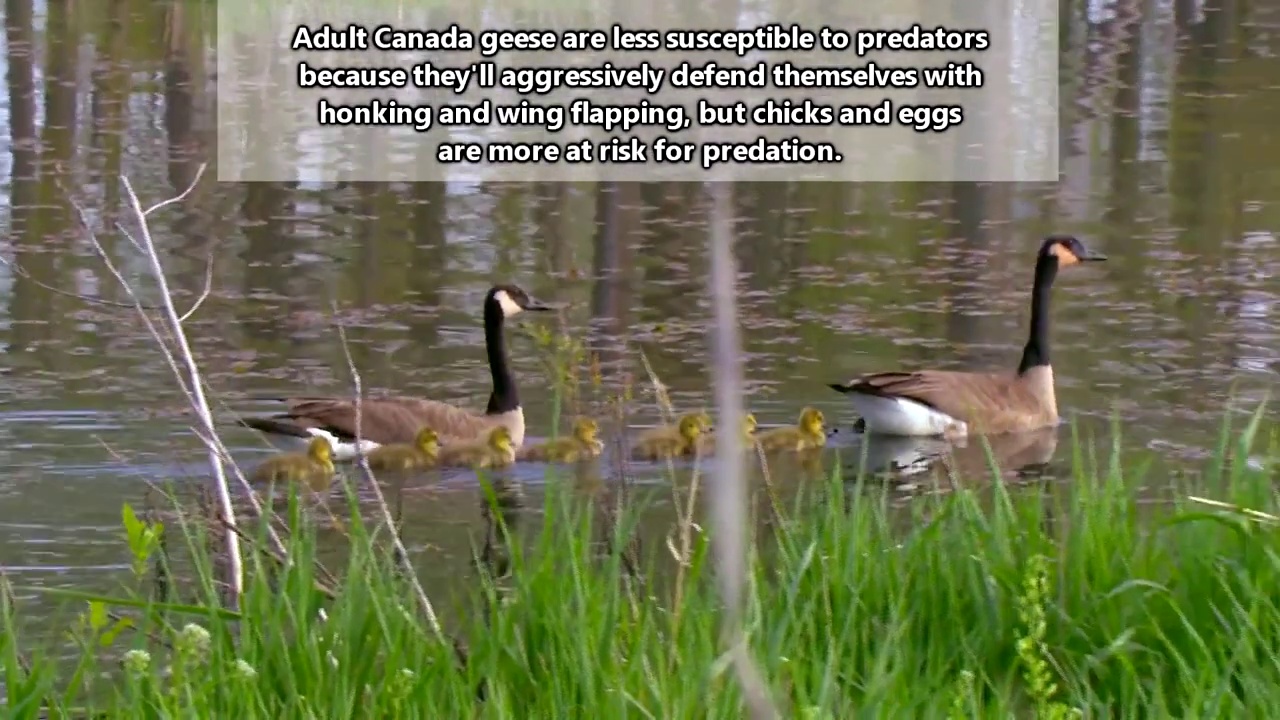 Adult Canada geese are less susceptible to predators
because they'll aggressively defend themselves with
honking and wing flapping, but chicks and eggs
are more at risk for predation.